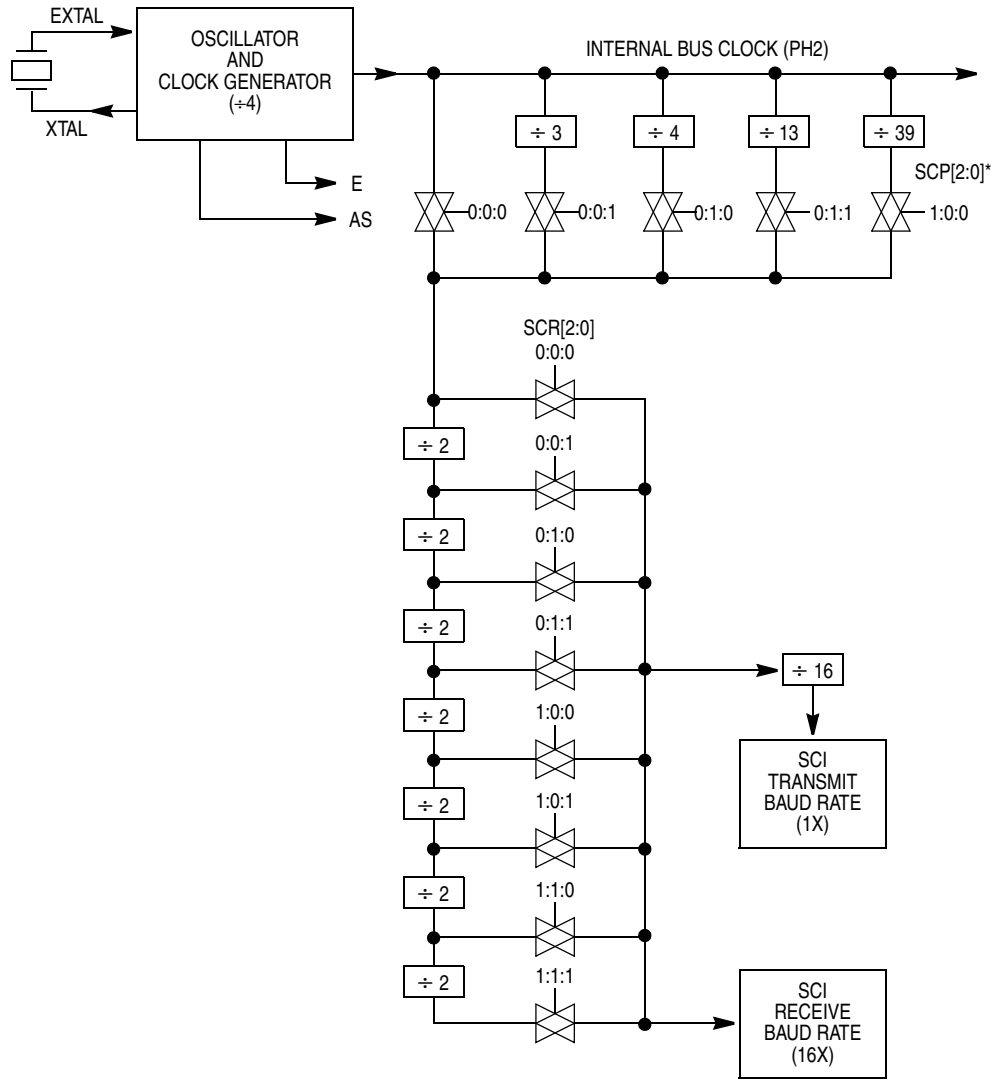 EXTAL
OSCILLATOR
AND
CLOCK GENERATOR
(÷4)
XTAL
E
AS
INTERNAL BUS CLOCK (PH2)
÷ 3
÷ 4
÷ 13
÷ 39
SCP[2:0]*
0:0:0
0:0:1
0:1:0
0:1:1
1:0:0
SCR[2:0]
0:0:0
÷ 2
0:0:1
÷ 2
0:1:0
÷ 2
0:1:1
÷ 16
÷ 2
1:0:0
SCI
TRANSMIT
BAUD RATE
(1X)
÷ 2
1:0:1
÷ 2
1:1:0
÷ 2
1:1:1
SCI
RECEIVE
BAUD RATE
(16X)